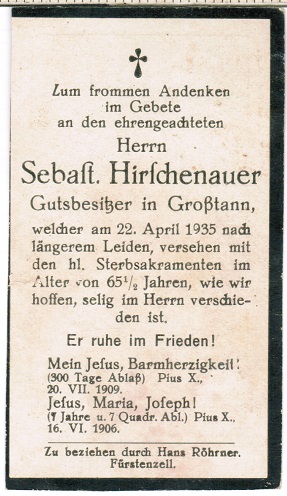 Zum frommen Andenken
im Gebete
an den ehrengeachteten
Herrn
Sebast. Hirschenauer
Gutsbesitzer in Großtann,
welcher am 22. April 1935 nach
längerem Leiden, versehen mit
den hl. Sterbsakramenten im
Alter von 65½ Jahren, wie wir
hoffen, selig im Herrn verschie-
den ist.
Er ruhe im Frieden!
Mein Jesus, Barmherzigkeit!
(300 Tage Ablaß) Pius X.,
20. VII. 1909.
Jesus, Maria, Joseph!
(7 Jahre u. 7 Quadr. Abl.) Pius X.,
16. VI. 1906.
Zu beziehen durch Hans Röhrner.
Fürstenzell.